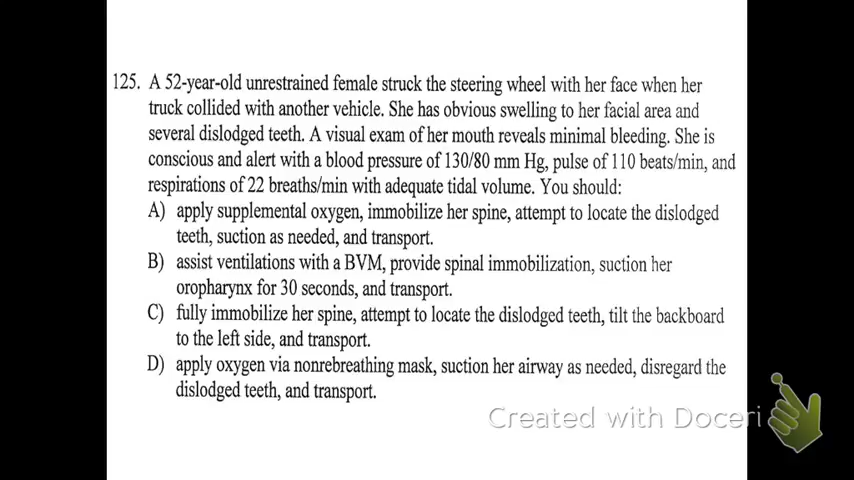 125. A 52-year-old unrestrained female struck the steering wheel with her face when her
truck collided with another vehicle. She has obvious swelling to her facial area and
several dislodged teeth. A visual exam of her mouth reveals minimal bleeding. She is
conscious and alert with a blood pressure of 130/80 mm Hg, pulse of 110 beats/min, and
respirations of 22 breaths/min with adequate tidal volume. You should:
A) apply supplemental oxygen, immobilize her spine, attempt to locate the dislodged
teeth, suction as needed, and transport.
B) assist ventilations with a BVM, provide spinal immobilization, suction her
oropharynx for 30 seconds, and transport.
C) fully immobilize her spine, attempt to locate the dislodged teeth, tilt the backboard
to the left side, and transport.
D) apply oxygen via nonrebreathing mask, suction her airway as needed, disregard the
dislodged teeth, and transport.
Created with Doceri